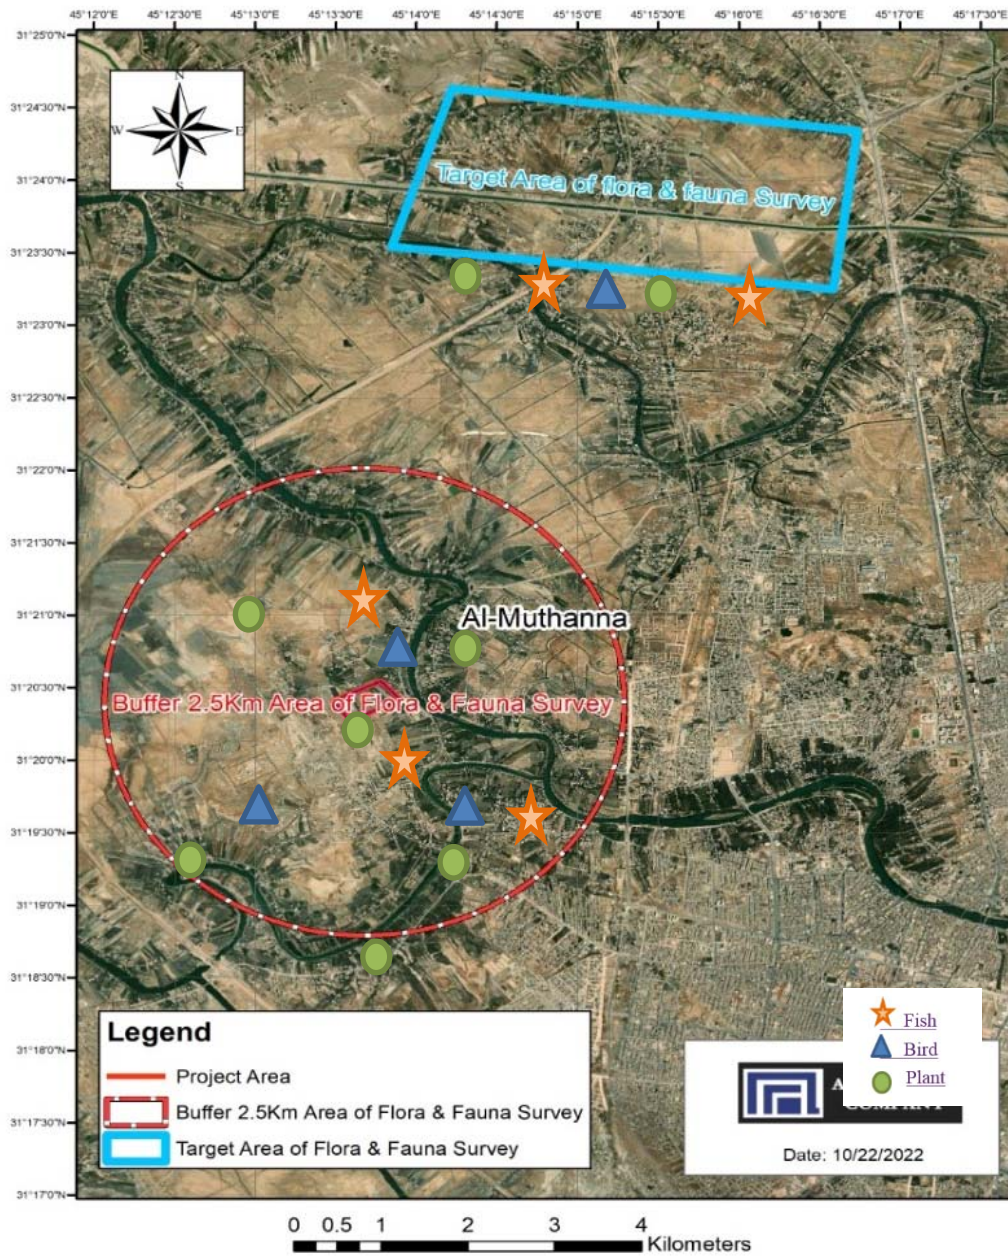 45°12'0"E 45°12'30"E 45°13'0"E 45°13'30"E 45°14'0"E 45°14'30"E 45°15'0"E 45°15'30"E 45°16'0"E 45°16'30"E 45°17'0"E 45°17'30"E
31°25'0"N
N
W E
S
31°24'30"N
31°24'0"N
Target Area of flora & fauna Survey
31°23'30"N
31°23'0"N
31°22'30"N
31°22'0"N
31°21'30"N
31°21'0"N
Al-Muthanna
31°20'30"N
Buffer 2.5Km Area of Flora & Fauna Survey
31°20'0"N
31°19'30"N
31°19'0"N
31°18'30"N
31°18'0"N
31°17'30"N
31°17'0"N
Legend
Project Area
Buffer 2.5Km Area of Flora & Fauna Survey
Target Area of Flora & Fauna Survey
Fish
Bird
Plant
Date: 10/22/2022
0 0.5 1 2 3 4
Kilometers